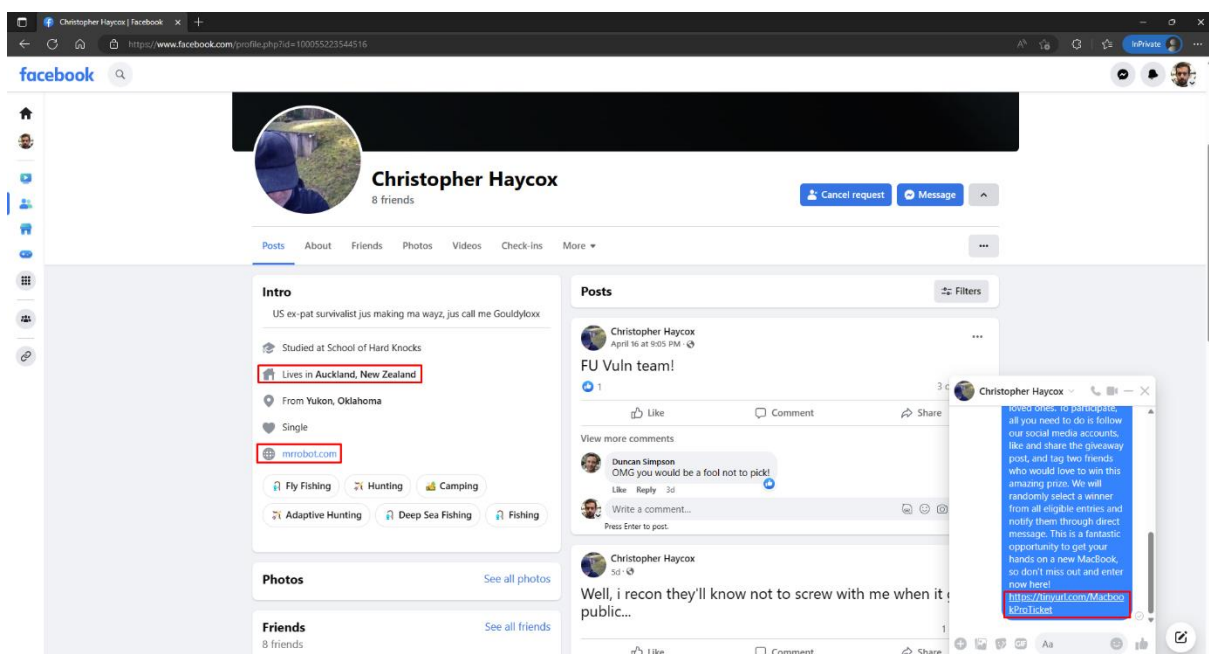 Christopher Haycox | Facebook
https://www.facebook.com/profile.php?id=100055223544516
InPrivate
facebook
Christopher Haycox
8 friends
Cancel request
Message
Posts About Friends Photos Videos Check-ins More
Intro
US ex-pat survivalist jus making ma wayz, jus call me Gouldyloxx
Studied at School of Hard Knocks
Lives in Auckland, New Zealand
From Yukon, Oklahoma
Single
mrrobot.com
Fly Fishing Hunting Camping
Adaptive Hunting Deep Sea Fishing Fishing
Photos
See all photos
Friends
See all friends
8 friends
Posts
Filters
Christopher Haycox
April 16 at 9:05 PM
FU Vuln team!
1
3 c
Like Comment Share
View more comments
Duncan Simpson
OMG you would be a fool not to pick!
Like Reply 3d
Write a comment...
Press Enter to post.
Christopher Haycox
5d
Well, i recon they'll know not to screw with me when it
public...
1
Like Comment Share
Christopher Haycox
loved ones. To participate,
all you need to do is follow
our social media accounts,
like and share the giveaway
post, and tag two friends
who would love to win this
amazing prize. We will
randomly select a winner
from all eligible entries and
notify them through direct
message. This is a fantastic
opportunity to get your
hands on a new MacBook,
so don't miss out and enter
now here!
https://tinyurl.com/Macboo
kProTicket
GIF
Aa